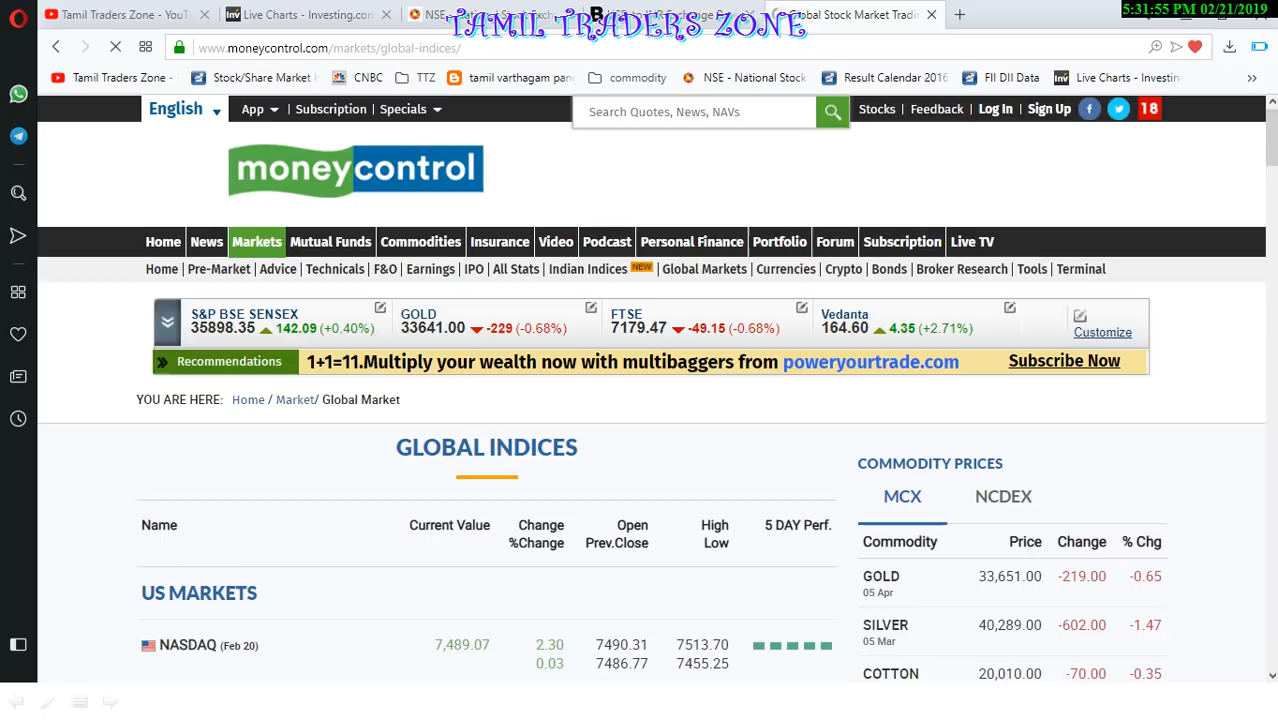 5:31:55 PM 02/21/2019
TAMIL TRADERS ZONE
Tamil Traders Zone - YouT
Live Charts - Investing.com
Global Stock Market Tradin
www.moneycontrol.com/markets/global-indices/
Tamil Traders Zone -
Stock/Share Market
CNBC
TTZ
tamil varthagam pan
commodity
NSE - National Stock
Result Calendar 2016
FII DII Data
Live Charts - Investin
English
App | Subscription | Specials
Search Quotes, News, NAVs
Stocks | Feedback | Log In | Sign Up
18
moneycontrol
Home News Markets Mutual Funds Commodities Insurance Video Podcast Personal Finance Portfolio Forum Subscription Live TV
Home | Pre-Market | Advice | Technicals | F&O | Earnings | IPO | All Stats | Indian Indices NEW | Global Markets | Currencies | Crypto | Bonds | Broker Research | Tools | Terminal
S&P BSE SENSEX
35898.35 142.09 (+0.40%)
GOLD
33641.00 -229 (-0.68%)
FTSE
7179.47 -49.15 (-0.68%)
Vedanta
164.60 4.35 (+2.71%)
Customize
Recommendations
1+1=11.Multiply your wealth now with multibaggers from poweryourtrade.com
Subscribe Now
YOU ARE HERE: Home / Market/ Global Market
GLOBAL INDICES
Name Current Value Change Open High 5 DAY Perf.
%Change Prev.Close Low
US MARKETS
NASDAQ (Feb 20) 7,489.07 2.30 7490.31 7513.70
0.03 7486.77 7455.25
COMMODITY PRICES
MCX NCDEX
Commodity Price Change % Chg
GOLD 33,651.00 -219.00 -0.65
05 Apr
SILVER 40,289.00 -602.00 -1.47
05 Mar
COTTON 20,010.00 -70.00 -0.35